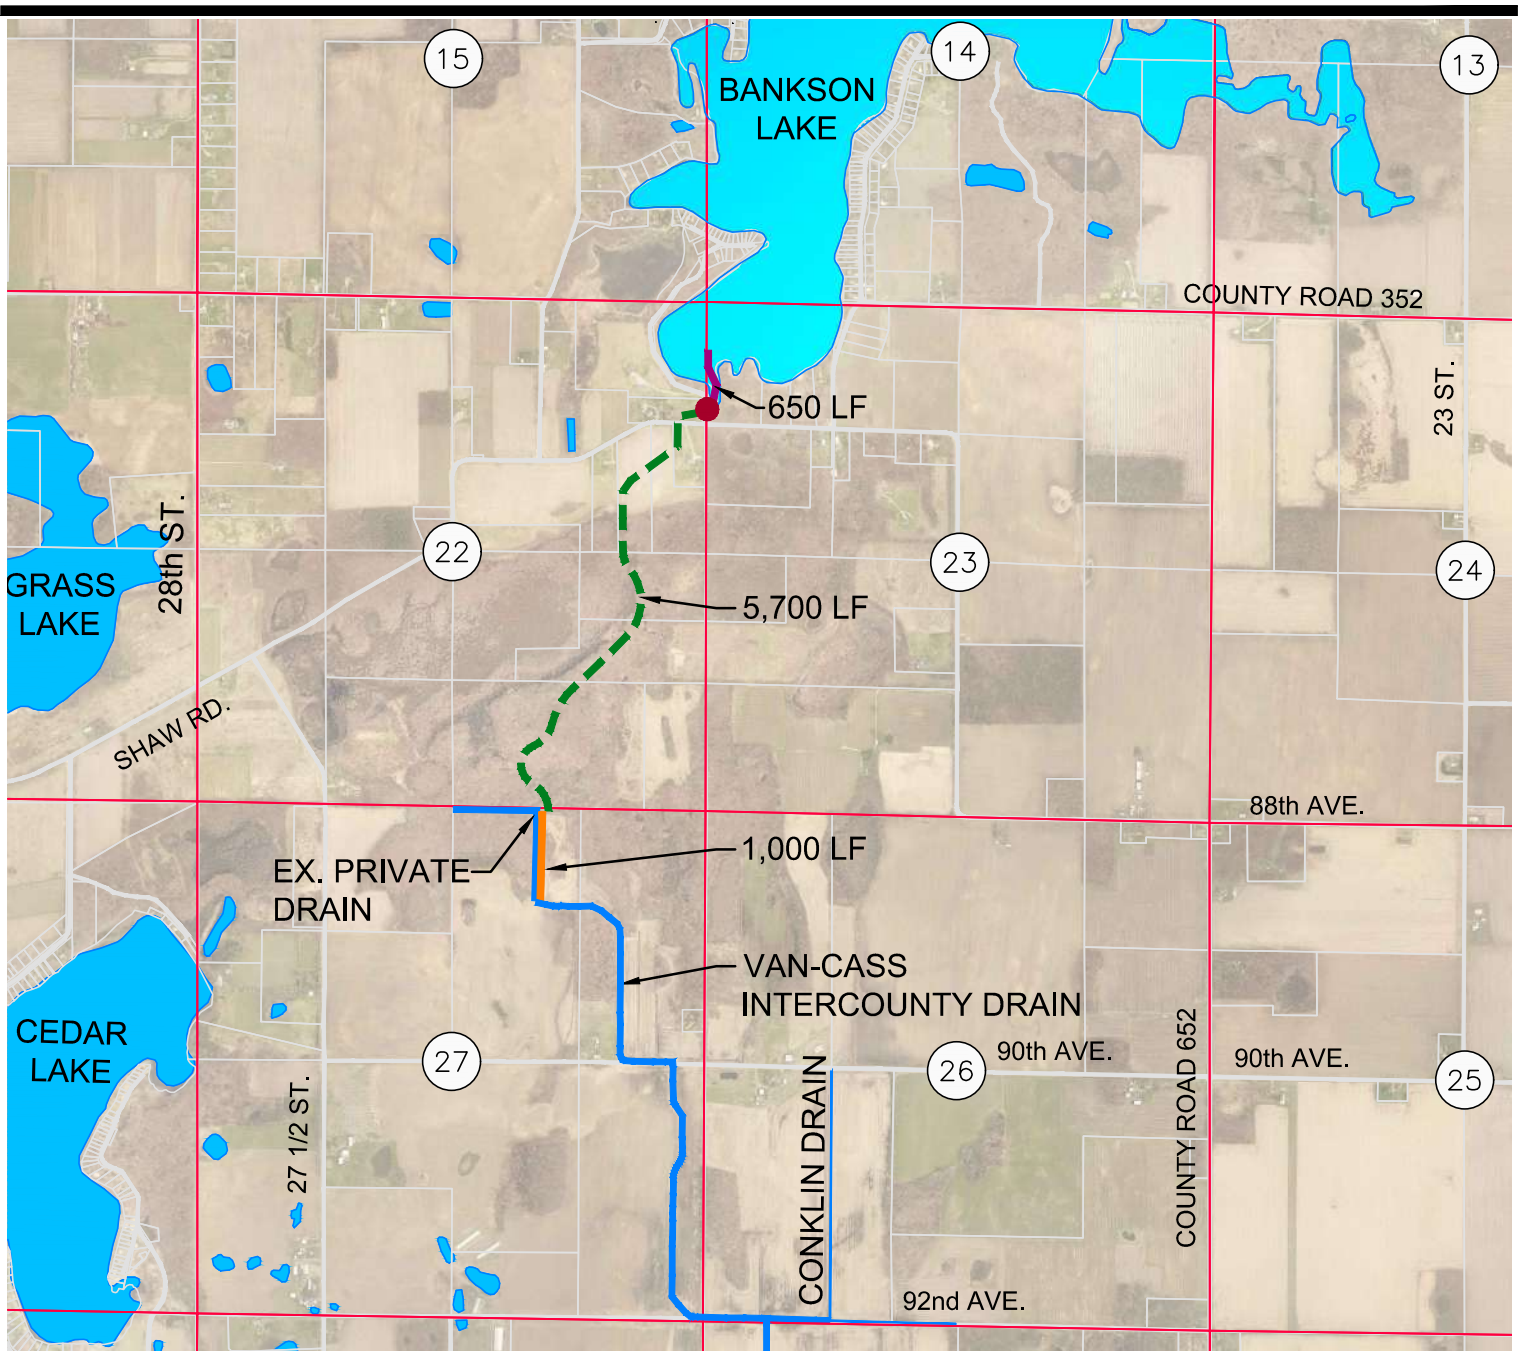 15
14
13
BANKSON
LAKE
COUNTY ROAD 352
23 ST.
650 LF
28th ST.
22
23
24
GRASS
LAKE
5,700 LF
SHAW RD.
88th AVE.
1,000 LF
EX. PRIVATE
DRAIN
VAN-CASS
INTERCOUNTY DRAIN
CEDAR
LAKE
27
90th AVE.
26
90th AVE.
25
27 1/2 ST.
CONKLIN DRAIN
COUNTY ROAD 652
92nd AVE.